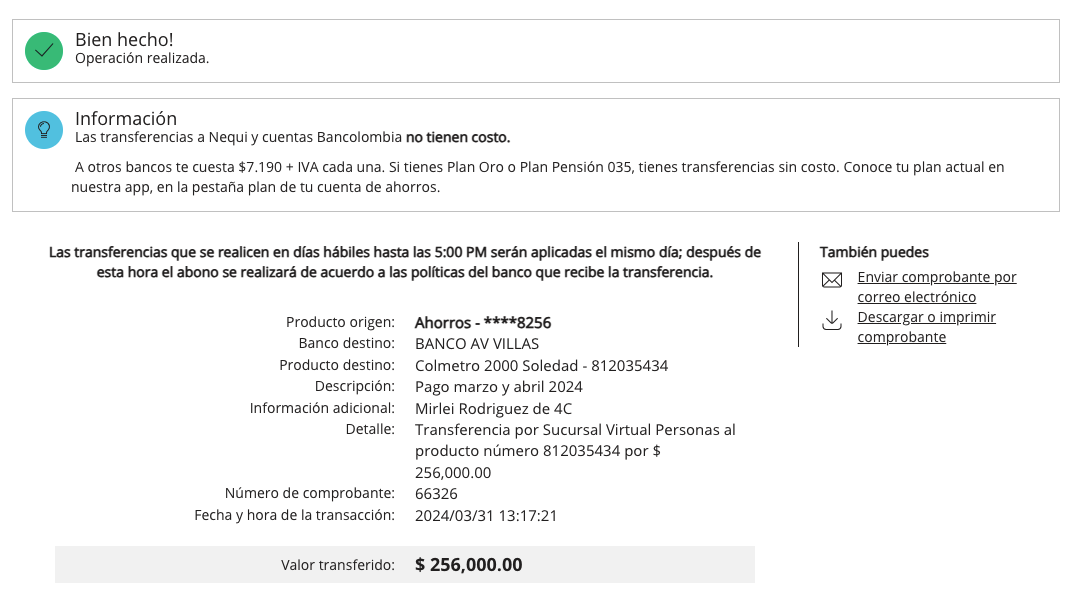 Bien hecho!
Operación realizada.
Información
Las transferencias a Nequi y cuentas Bancolombia no tienen costo.
A otros bancos te cuesta $7.190 + IVA cada una. Si tienes Plan Oro o Plan Pensión 035, tienes transferencias sin costo. Conoce tu plan actual en
nuestra app, en la pestaña plan de tu cuenta de ahorros.
Las transferencias que se realicen en días hábiles hasta las 5:00 PM serán aplicadas el mismo día; después de
esta hora el abono se realizará de acuerdo a las políticas del banco que recibe la transferencia.
Producto origen: Ahorros - ****8256
Banco destino: BANCO AV VILLAS
Producto destino: Colmetro 2000 Soledad - 812035434
Descripción: Pago marzo y abril 2024
Información adicional: Mirlei Rodriguez de 4C
Detalle: Transferencia por Sucursal Virtual Personas al
producto número 812035434 por $
256,000.00
Número de comprobante: 66326
Fecha y hora de la transacción: 2024/03/31 13:17:21
Valor transferido: $ 256,000.00
También puedes
Enviar comprobante por
correo electrónico
Descargar o imprimir
comprobante